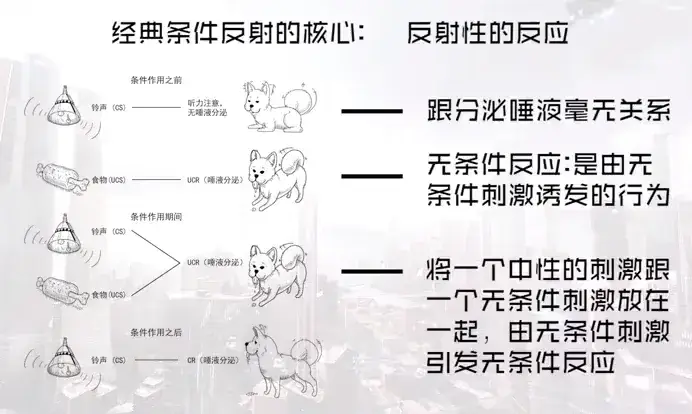 经典条件反射的核心： 反射性的反应
条件作用之前
铃声 (CS)
听力注意，
无唾液分泌
跟分泌唾液毫无关系
食物(UCS)
UCR (唾液分泌)
无条件反应:是由无
条件刺激诱发的行为
条件作用期间
铃声 (CS)
UCR (唾液分泌)
食物(UCS)
将一个中性的刺激跟
一个无条件刺激放在
一起，由无条件刺激
引发无条件反应
条件作用之后
铃声 (CS)
CR (唾液分泌)